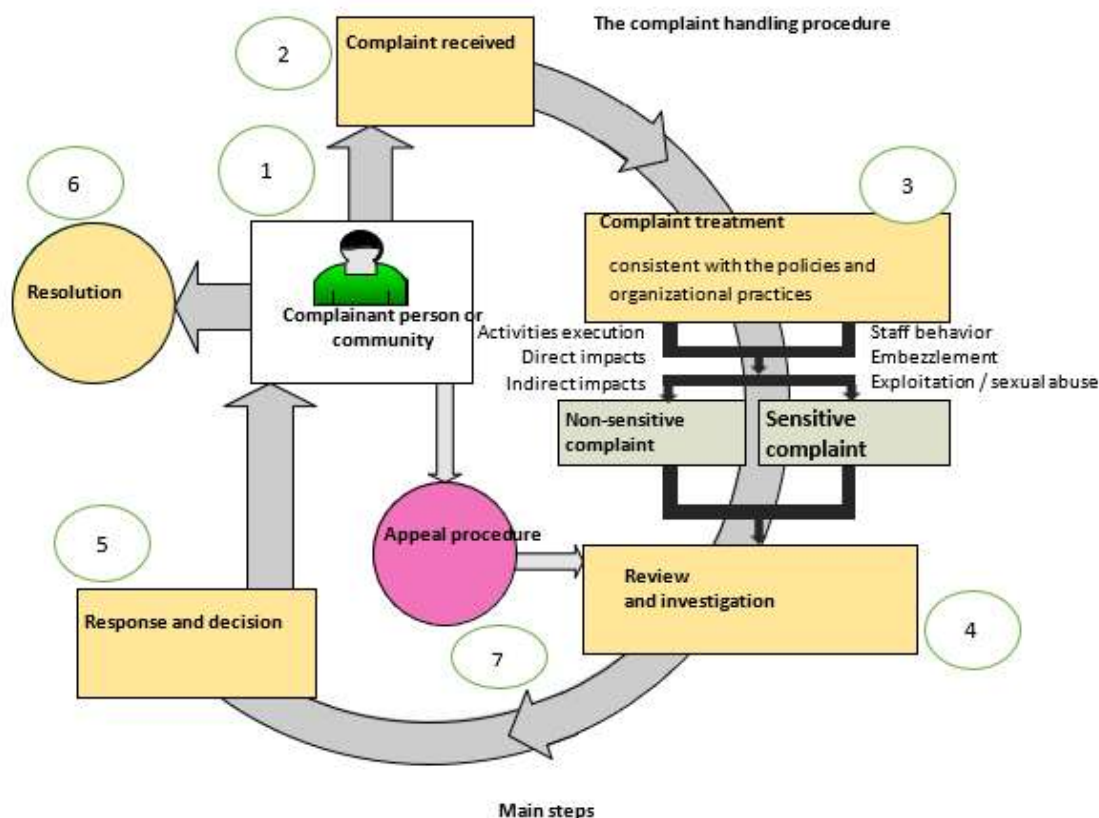 The complaint handling procedure
2
Complaint received
1
6
3
Complaint treatment
consistent with the policies and
organizational practices
Resolution
Complainant person or
community
Activities execution
Direct impacts
Indirect impacts
Staff behavior
Embezzlement
Exploitation / sexual abuse
Non-sensitive
complaint
Sensitive
complaint
5
Appeal procedure
Review
and investigation
Response and decision
4
7
Main steps